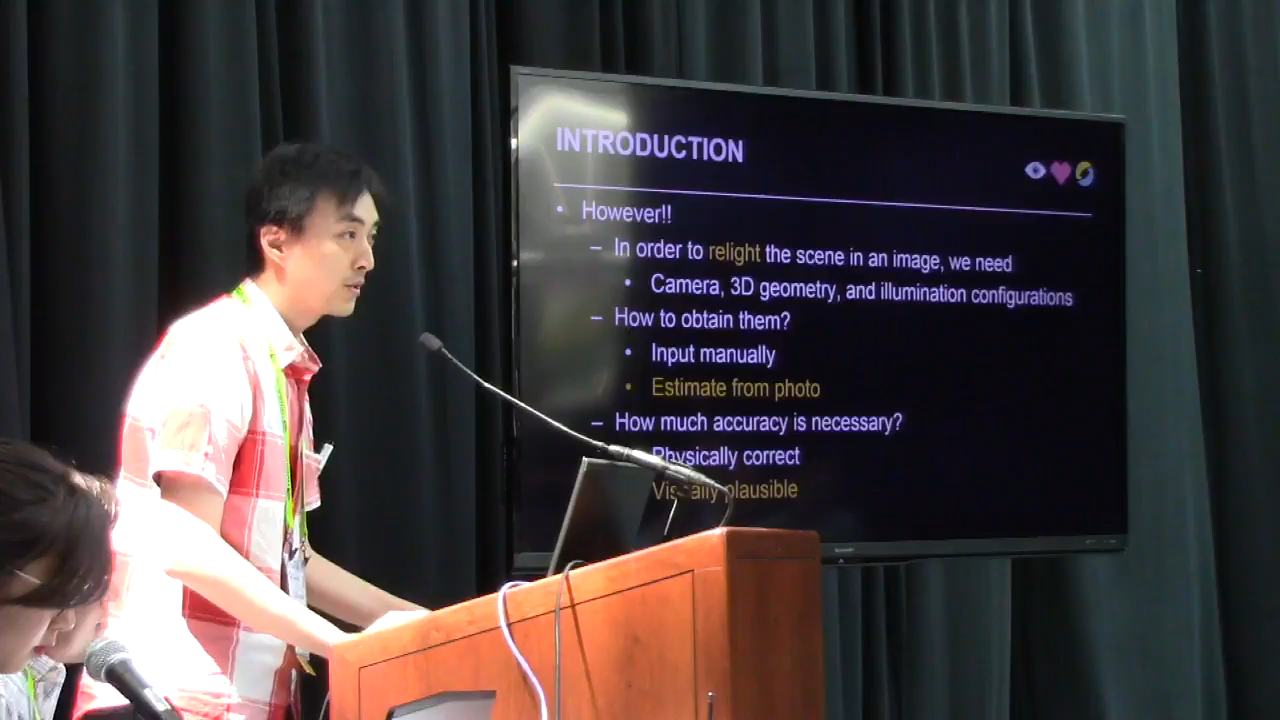 INTRODUCTION
• However!!
– In order to relight the scene in an image, we need
• Camera, 3D geometry, and illumination configurations
– How to obtain them?
• Input manually
• Estimate from photo
– How much accuracy is necessary?
Physically correct
Visually plausible